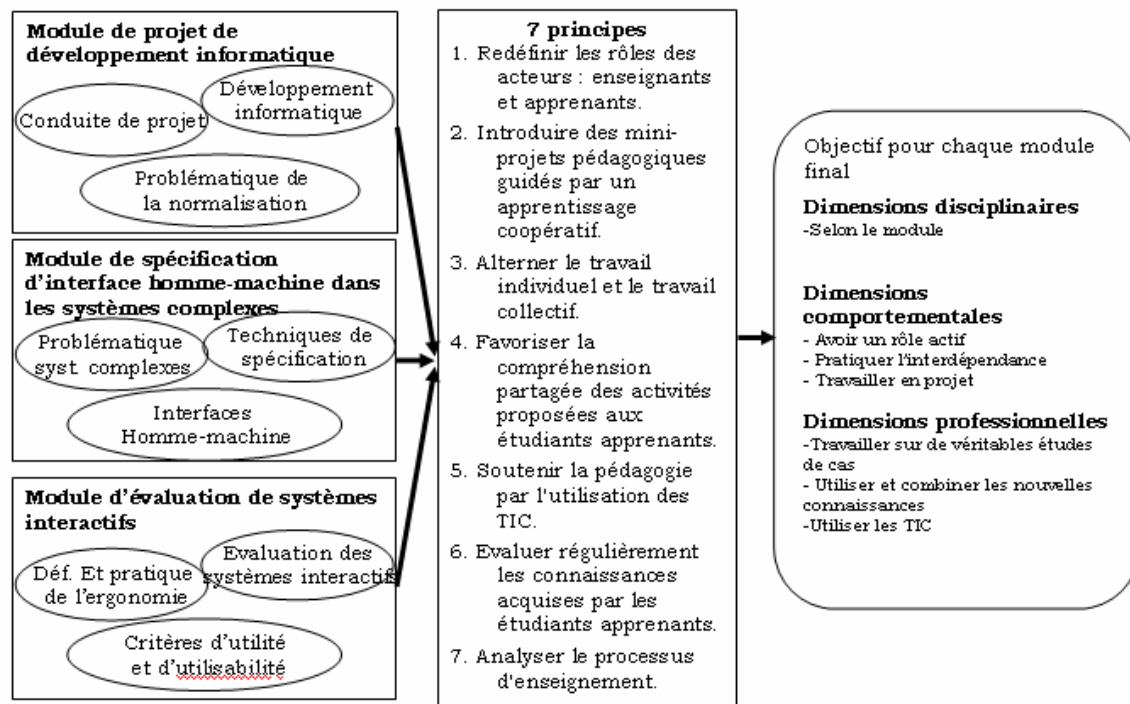 Module de projet de
développement informatique
Développement
informatique
Conduite de projet
Problématique de
la normalisation
Module de spécification
d'interface homme-machine dans
les systèmes complexes
Problématique
syst. complexes
Techniques de
spécification
Interfaces
Homme-machine
Module d'évaluation de systèmes
interactifs
Evaluation des
systèmes interactifs
Déf. Et pratique
de l'ergonomie
Critères d'utilité
et d'utilisabilité
7 principes
1. Redéfinir les rôles des
acteurs : enseignants
et apprenants.
2. Introduire des mini-
projets pédagogiques
guidés par un
apprentissage
coopératif.
3. Alterner le travail
individuel et le travail
collectif.
4. Favoriser la
compréhension
partagée des activités
proposées aux
étudiants apprenants.
5. Soutenir la pédagogie
par l'utilisation des
TIC.
6. Evaluer régulièrement
les connaissances
acquises par les
étudiants apprenants.
7. Analyser le processus
d'enseignement.
Objectif pour chaque module
final
Dimensions disciplinaires
-Selon le module
Dimensions
comportementales
- Avoir un rôle actif
- Pratiquer l'interdépendance
- Travailler en projet
Dimensions professionnelles
-Travailler sur de véritables études
de cas
- Utiliser et combiner les nouvelles
connaissances
-Utiliser les TIC